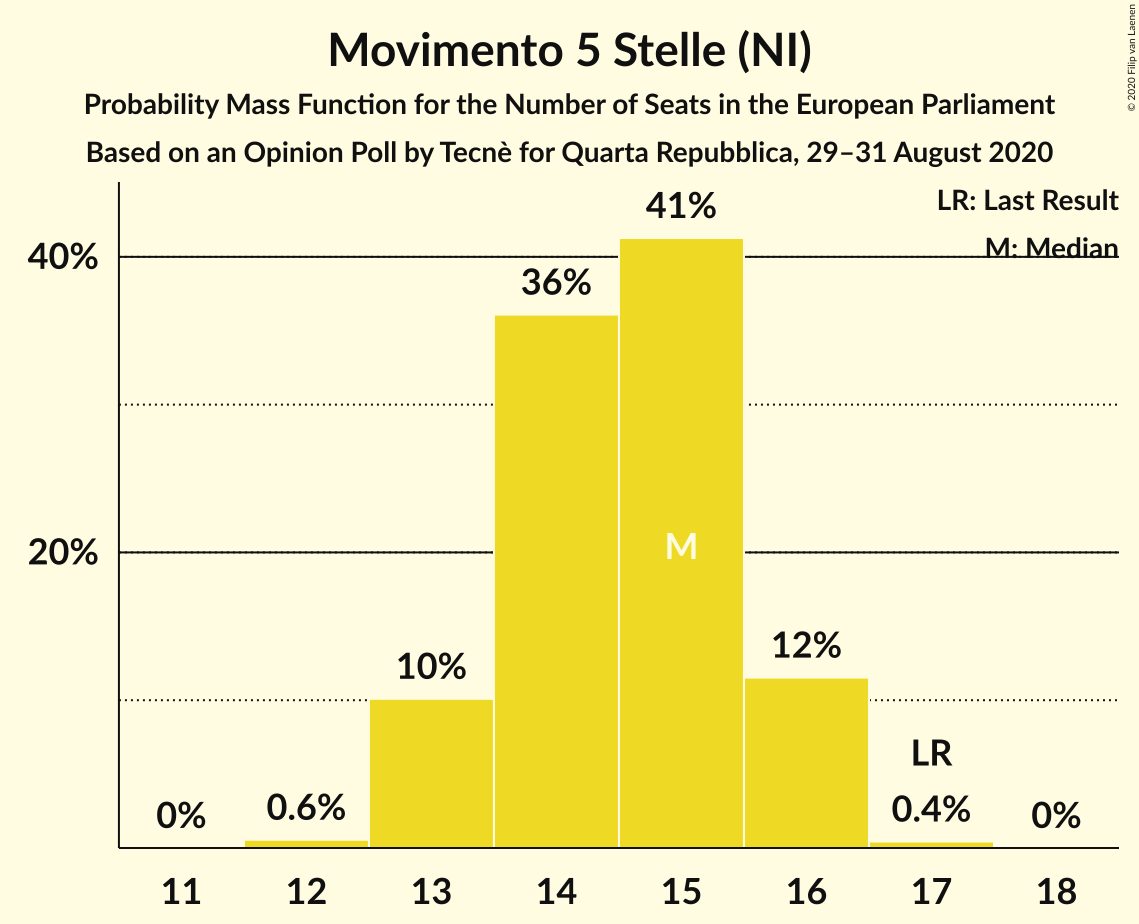 Movimento 5 Stelle (NI)
Probability Mass Function for the Number of Seats in the European Parliament
Based on an Opinion Poll by Tecnè for Quarta Repubblica, 29–31 August 2020
© 2020 Filip van Laenen
LR: Last Result
M: Median
40%
20%
0%
0.6%
10%
36%
41%
M
12%
LR
0.4%
0%
11 12 13 14 15 16 17 18